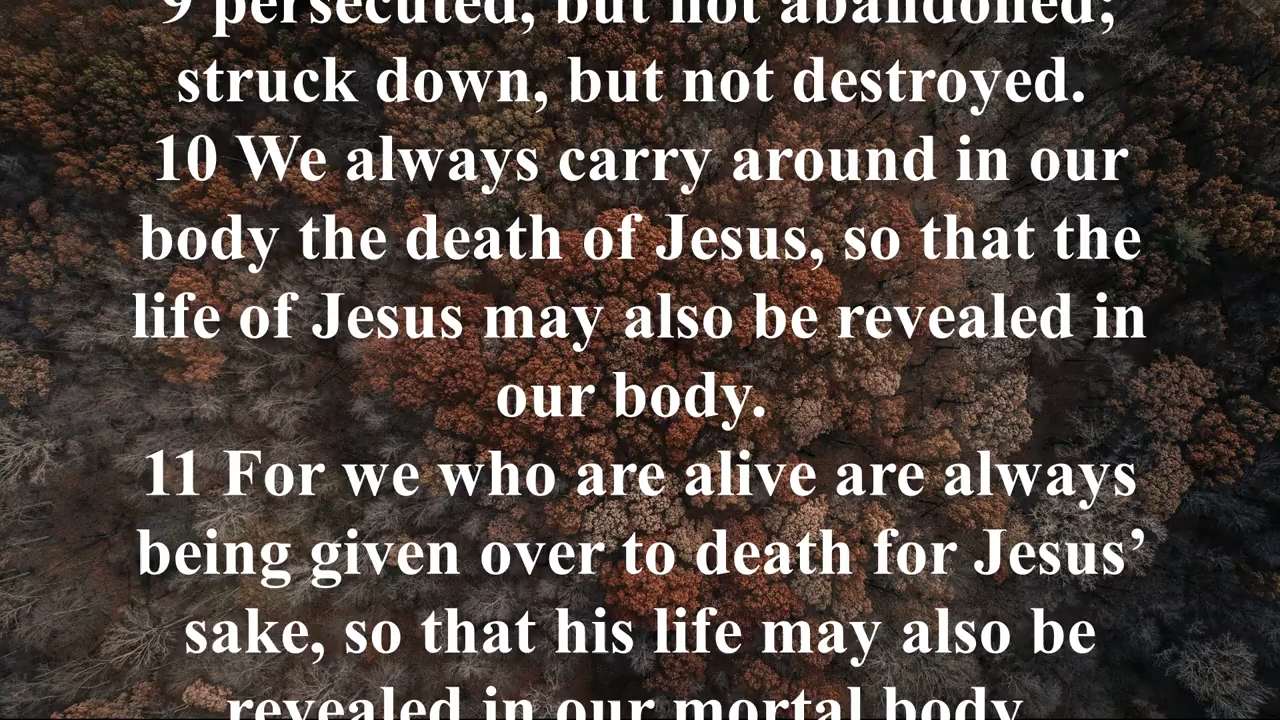 9 persecuted, but not abandoned;
struck down, but not destroyed.
10 We always carry around in our
body the death of Jesus, so that the
life of Jesus may also be revealed in
our body.
11 For we who are alive are always
being given over to death for Jesus’
sake, so that his life may also be
revealed in our mortal body.